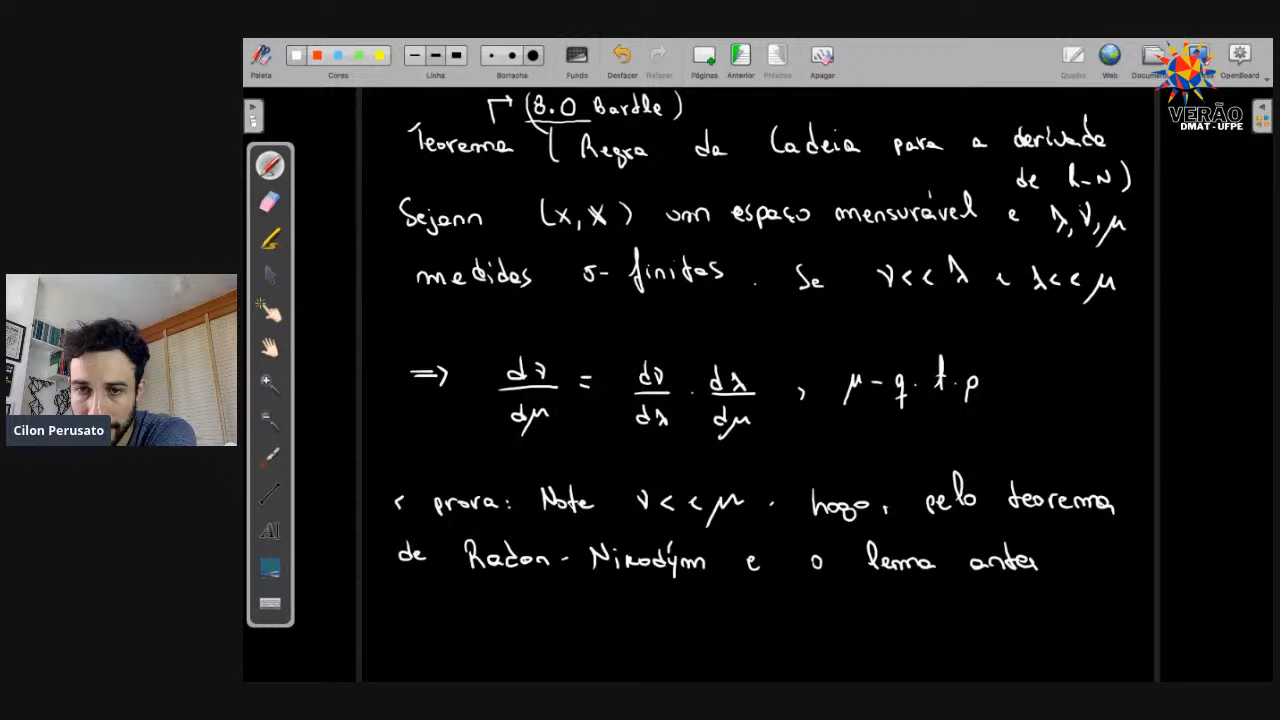 Paleta
Cores
Linha
Borracha
Fundo
Desfazer
Refazer
Páginas
Anterior
Próximo
Apagar
Quadro
Web
OpenBoard
VERÃO
DMAT - UFPE
(8.0 Bartle)
Teorema (Regra da Cadeia para a derivada
de R-N)
Sejam (X, X) um espaço mensurável e λ, ν, μ
medidas σ-finitas. Se ν<<λ e λ<<μ
⟹ dν/dμ = dν/dλ · dλ/dμ, μ-q.t.p
prova: Note ν<<μ. Logo, pelo teorema
de Radon-Nikodým e o lema anter
Cilon Perusato